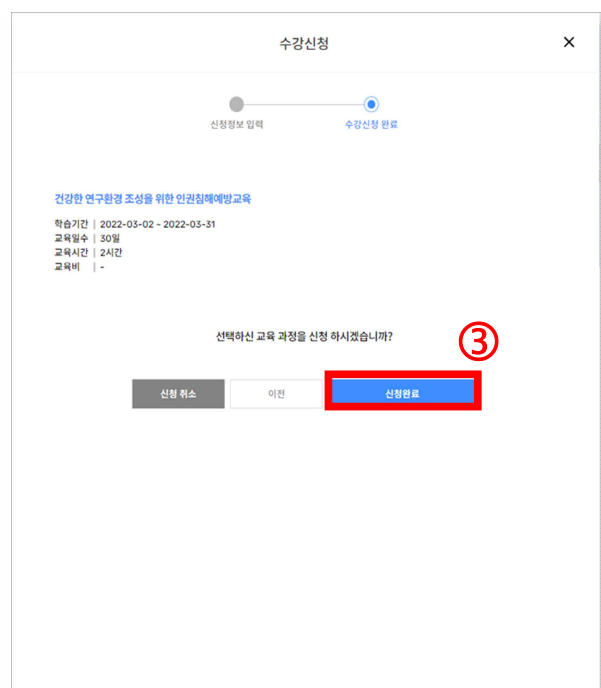 수강신청
신청정보 입력 수강신청 완료
건강한 연구환경 조성을 위한 인권침해예방교육
학습기간 | 2022-03-02 ~ 2022-03-31
교육일수 | 30일
교육시간 | 2시간
교육비 | -
선택하신 교육 과정을 신청 하시겠습니까?
③
신청 취소 이전 신청완료